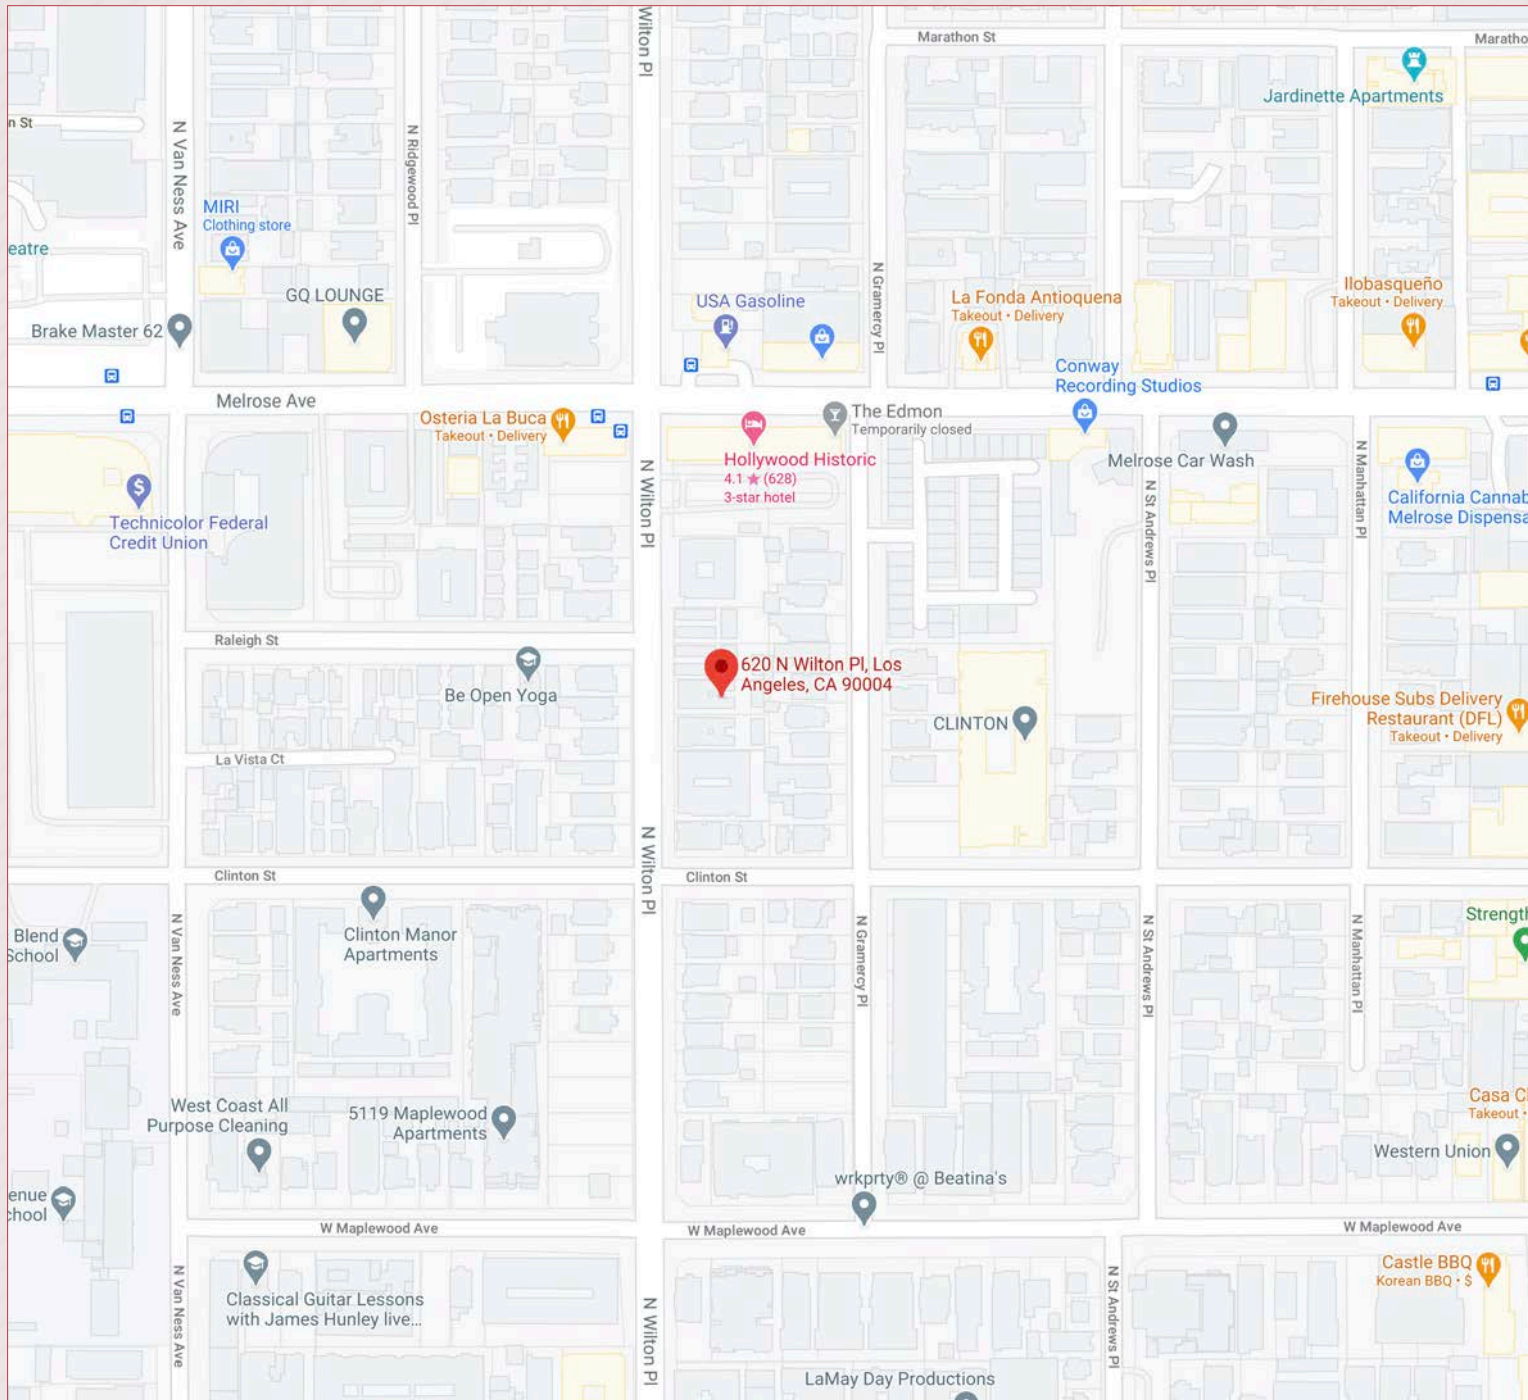 Wilton Pl
Marathon St
Maratho
Jardinette Apartments
n St
N Van Ness Ave
N Ridgewood Pl
MIRI
Clothing store
eatre
GQ LOUNGE
Brake Master 62
USA Gasoline
N Gramercy Pl
La Fonda Antioquena
Takeout • Delivery
Ilobasqueño
Takeout • Delivery
Conway
Recording Studios
Melrose Ave
Osteria La Buca
Takeout • Delivery
The Edmon
Temporarily closed
Hollywood Historic
4.1 ★ (628)
3-star hotel
Melrose Car Wash
N Wilton Pl
N St Andrews Pl
N Manhattan Pl
California Cannab
Melrose Dispensa
Technicolor Federal
Credit Union
Raleigh St
Be Open Yoga
620 N Wilton Pl, Los
Angeles, CA 90004
CLINTON
Firehouse Subs Delivery
Restaurant (DFL)
Takeout • Delivery
La Vista Ct
N Wilton Pl
Clinton St
Clinton St
Blend
School
N Van Ness Ave
Clinton Manor
Apartments
N Gramercy Pl
N St Andrews Pl
N Manhattan Pl
Strength
West Coast All
Purpose Cleaning
5119 Maplewood
Apartments
Casa C
Takeout •
Western Union
wrkprty® @ Beatina's
enue
chool
W Maplewood Ave
W Maplewood Ave
W Maplewood Ave
N Van Ness Ave
Classical Guitar Lessons
with James Hunley live...
N Wilton Pl
N St Andrews Pl
Castle BBQ
Korean BBQ • $
LaMay Day Productions